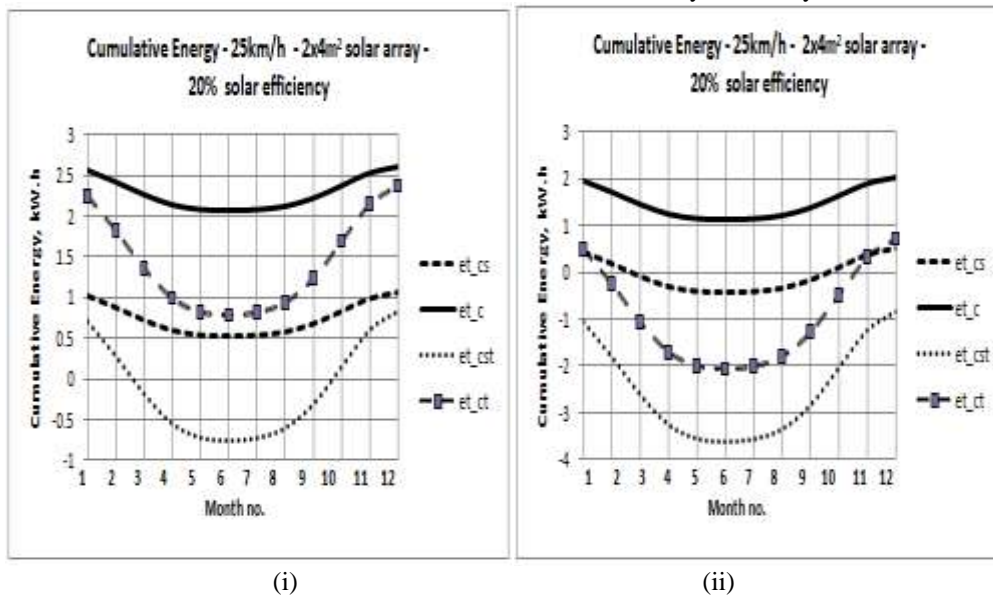 Cumulative Energy - 25km/h - 2x4m² solar array -
20% solar efficiency
Cumulative Energy, kW.h
3
2.5
2
1.5
1
0.5
0
-0.5
-1
1 2 3 4 5 6 7 8 9 10 11 12
Month no.
et_cs
et_c
et_cst
et_ct
(i)
Cumulative Energy - 25km/h - 2x4m² solar array -
20% solar efficiency
Cumulative Energy, kW.h
3
2
1
0
-1
-2
-3
-4
1 2 3 4 5 6 7 8 9 10 11 12
Month no.
et_cs
et_c
et_cst
et_ct
(ii)